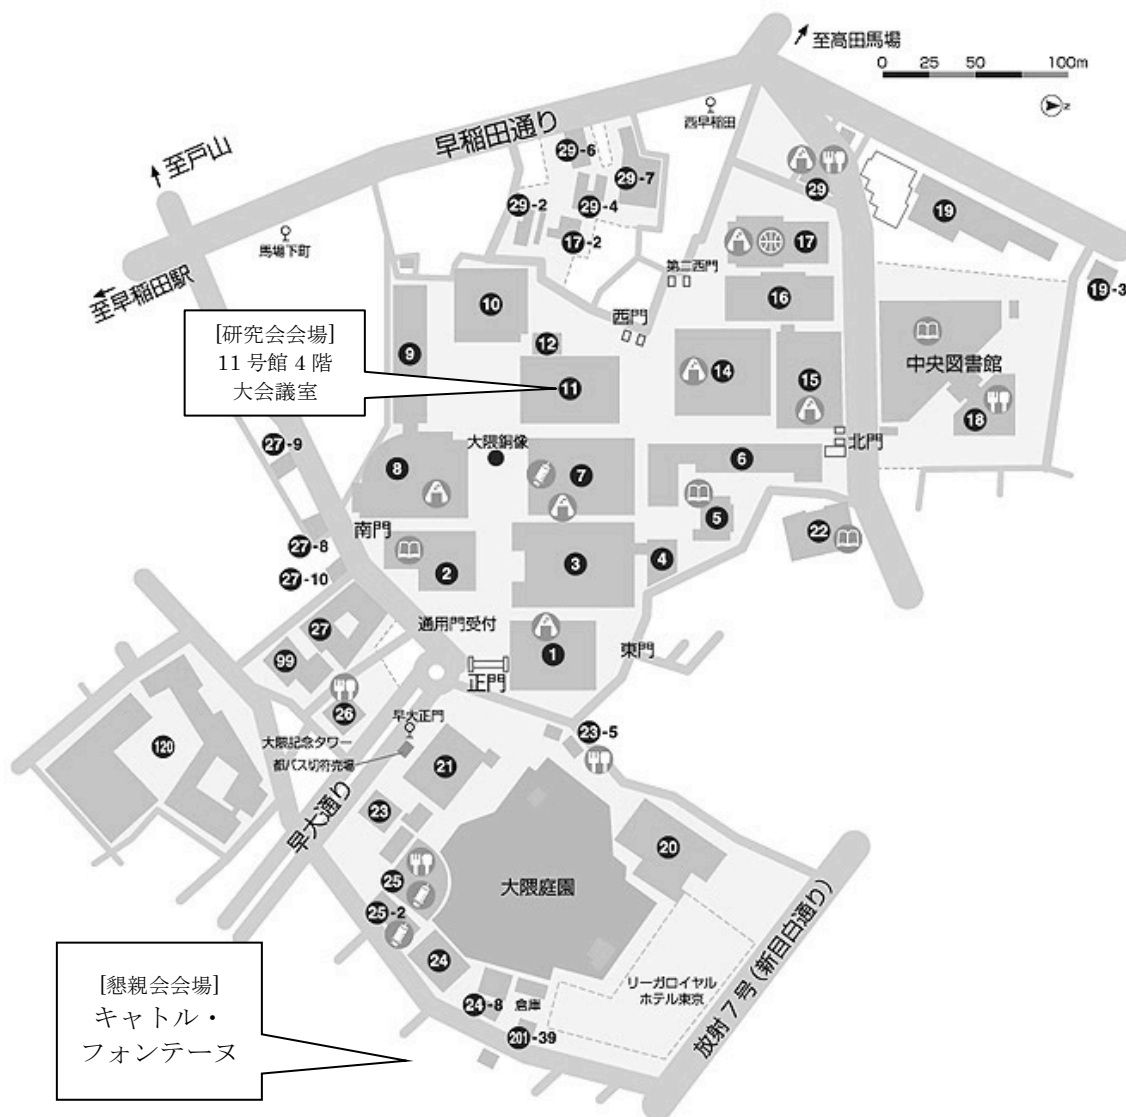 至高田馬場
0 25 50 100m
N
西早稲田
早稲田通り
至戸山
29-6
29-7
29
19
29-2
29-4
17-2
17
馬場下町
第二西門
19-3
至早稲田駅
10
16
西門
[研究会会場]
11 号館 4 階
大会議室
9
12
14
15
中央図書館
11
18
27-9
大隈銅像
北門
8
7
6
南門
5
22
27-8
2
3
4
27-10
27
通用門受付
1
東門
99
正門
26
早大正門
23-5
大隈記念タワー
都バス切符売場
120
21
早大通り
23
20
25
大隈庭園
25-2
放射7号(新目白通り)
24
[懇親会会場]
キャトル・
フォンテーヌ
リーガロイヤル
ホテル東京
24-8
倉庫
201-39